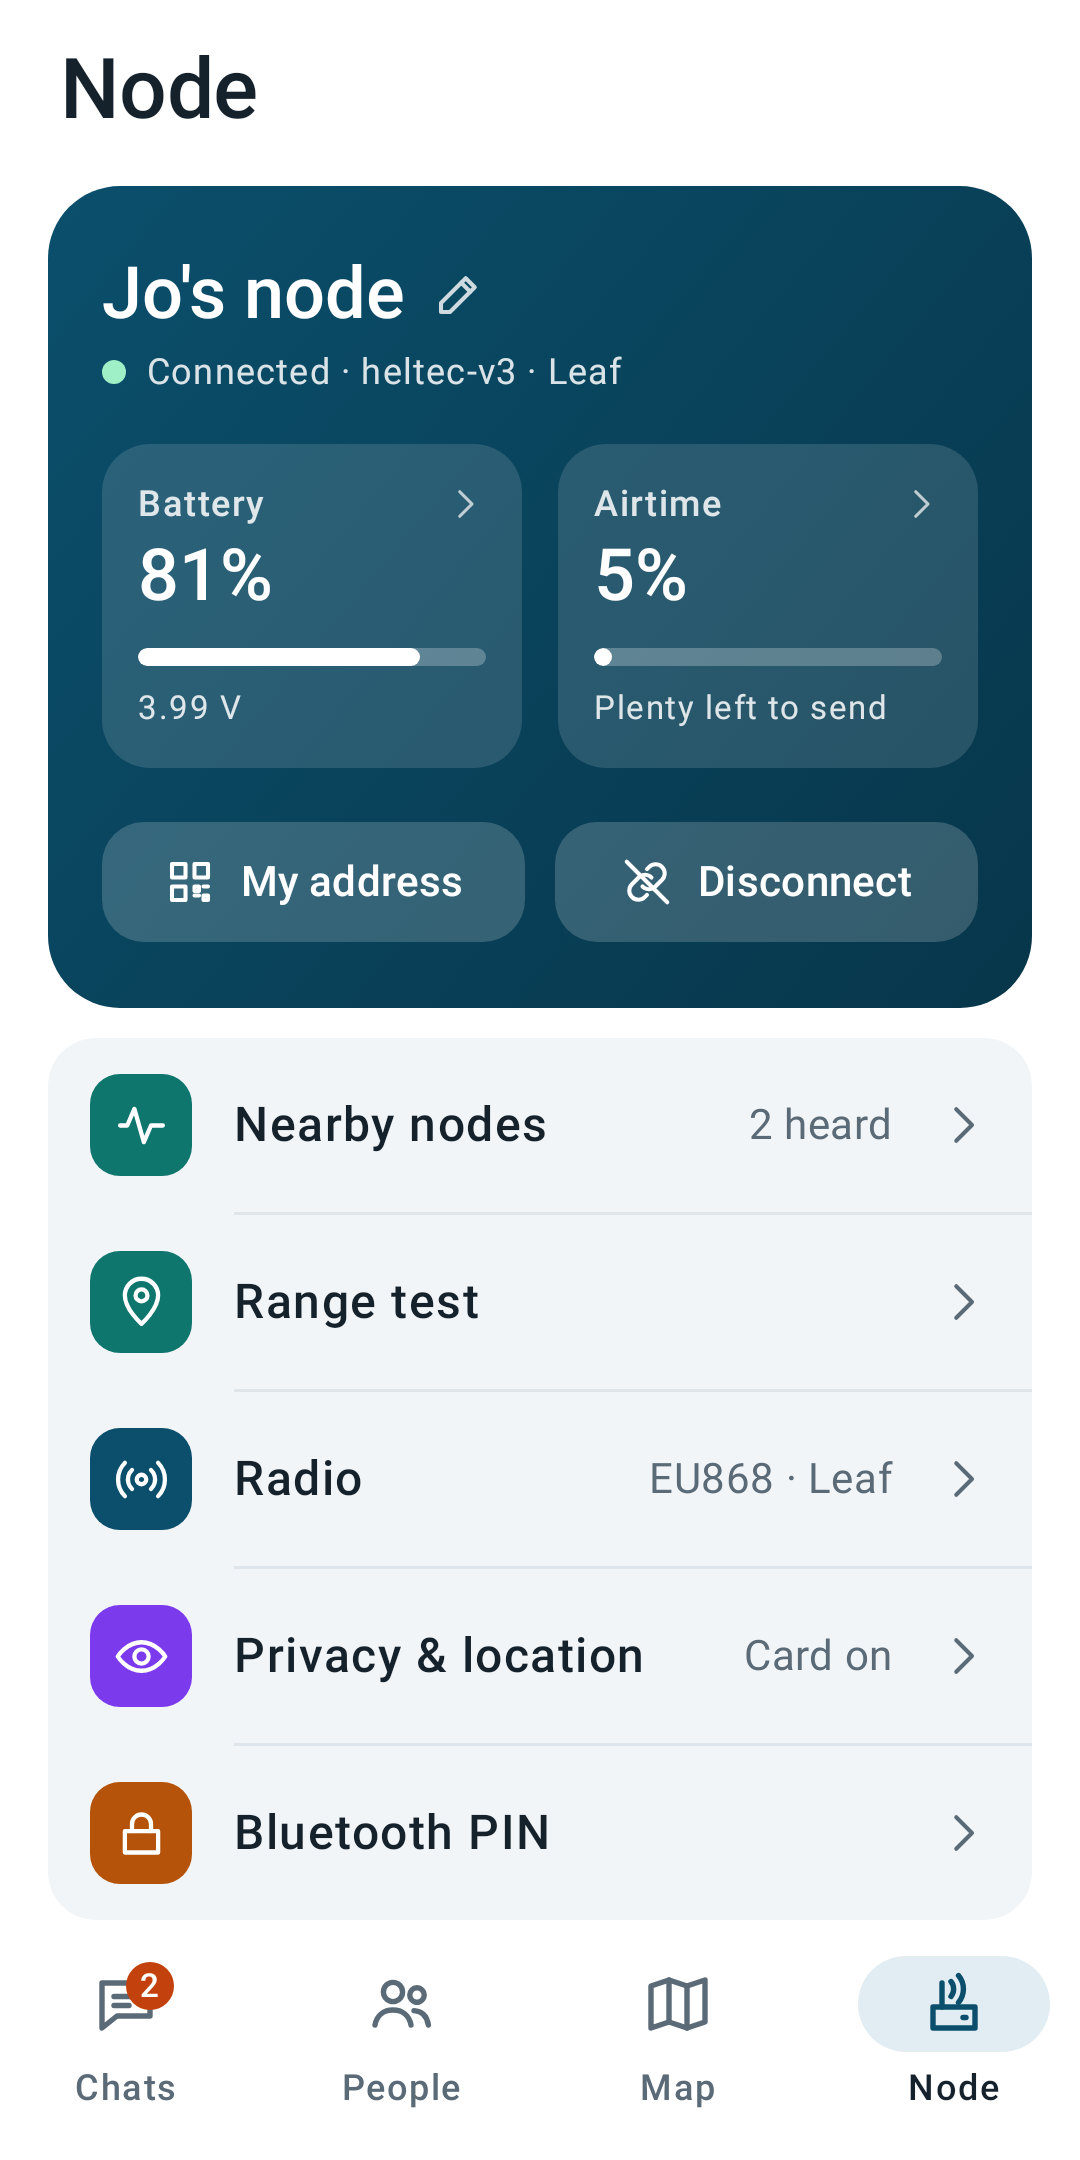 Node
Jo's node
Connected · heltec-v3 · Leaf
Battery
81%
3.99 V
Airtime
5%
Plenty left to send
My address
Disconnect
Nearby nodes
2 heard
Range test
Radio
EU868 · Leaf
Privacy & location
Card on
Bluetooth PIN
2
Chats
People
Map
Node